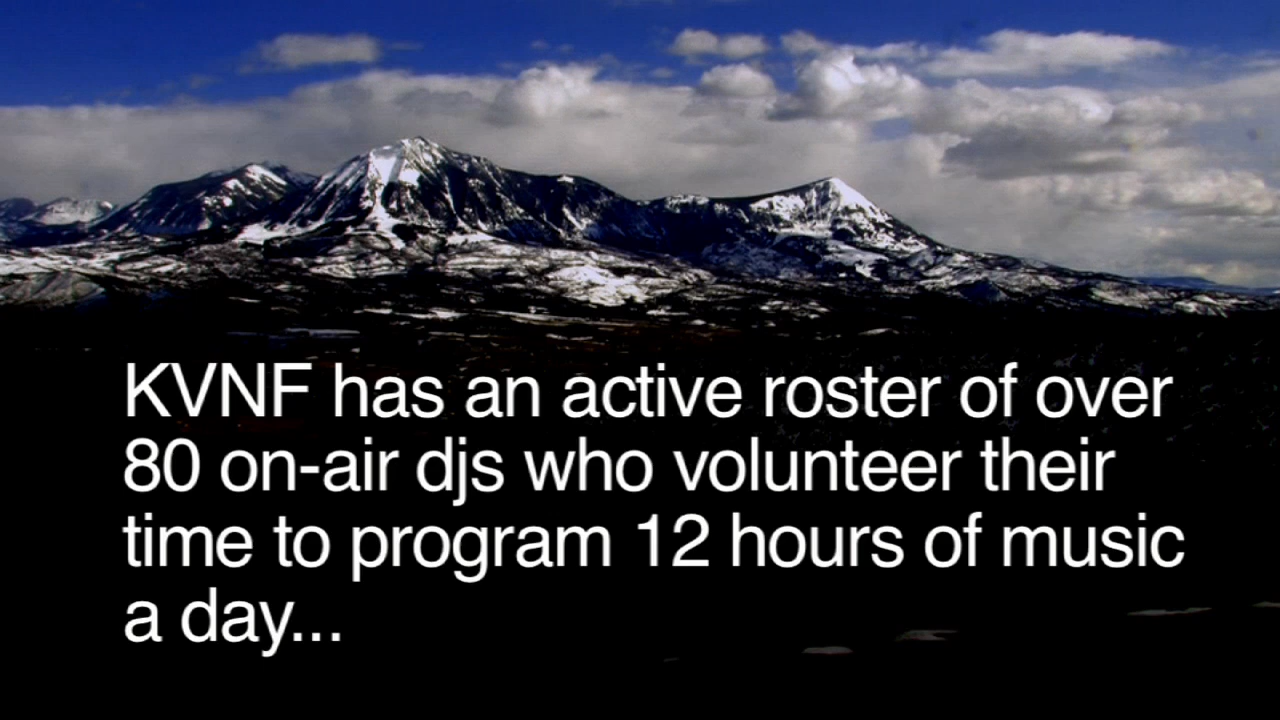 KVNF has an active roster of over
80 on-air djs who volunteer their
time to program 12 hours of music
a day...